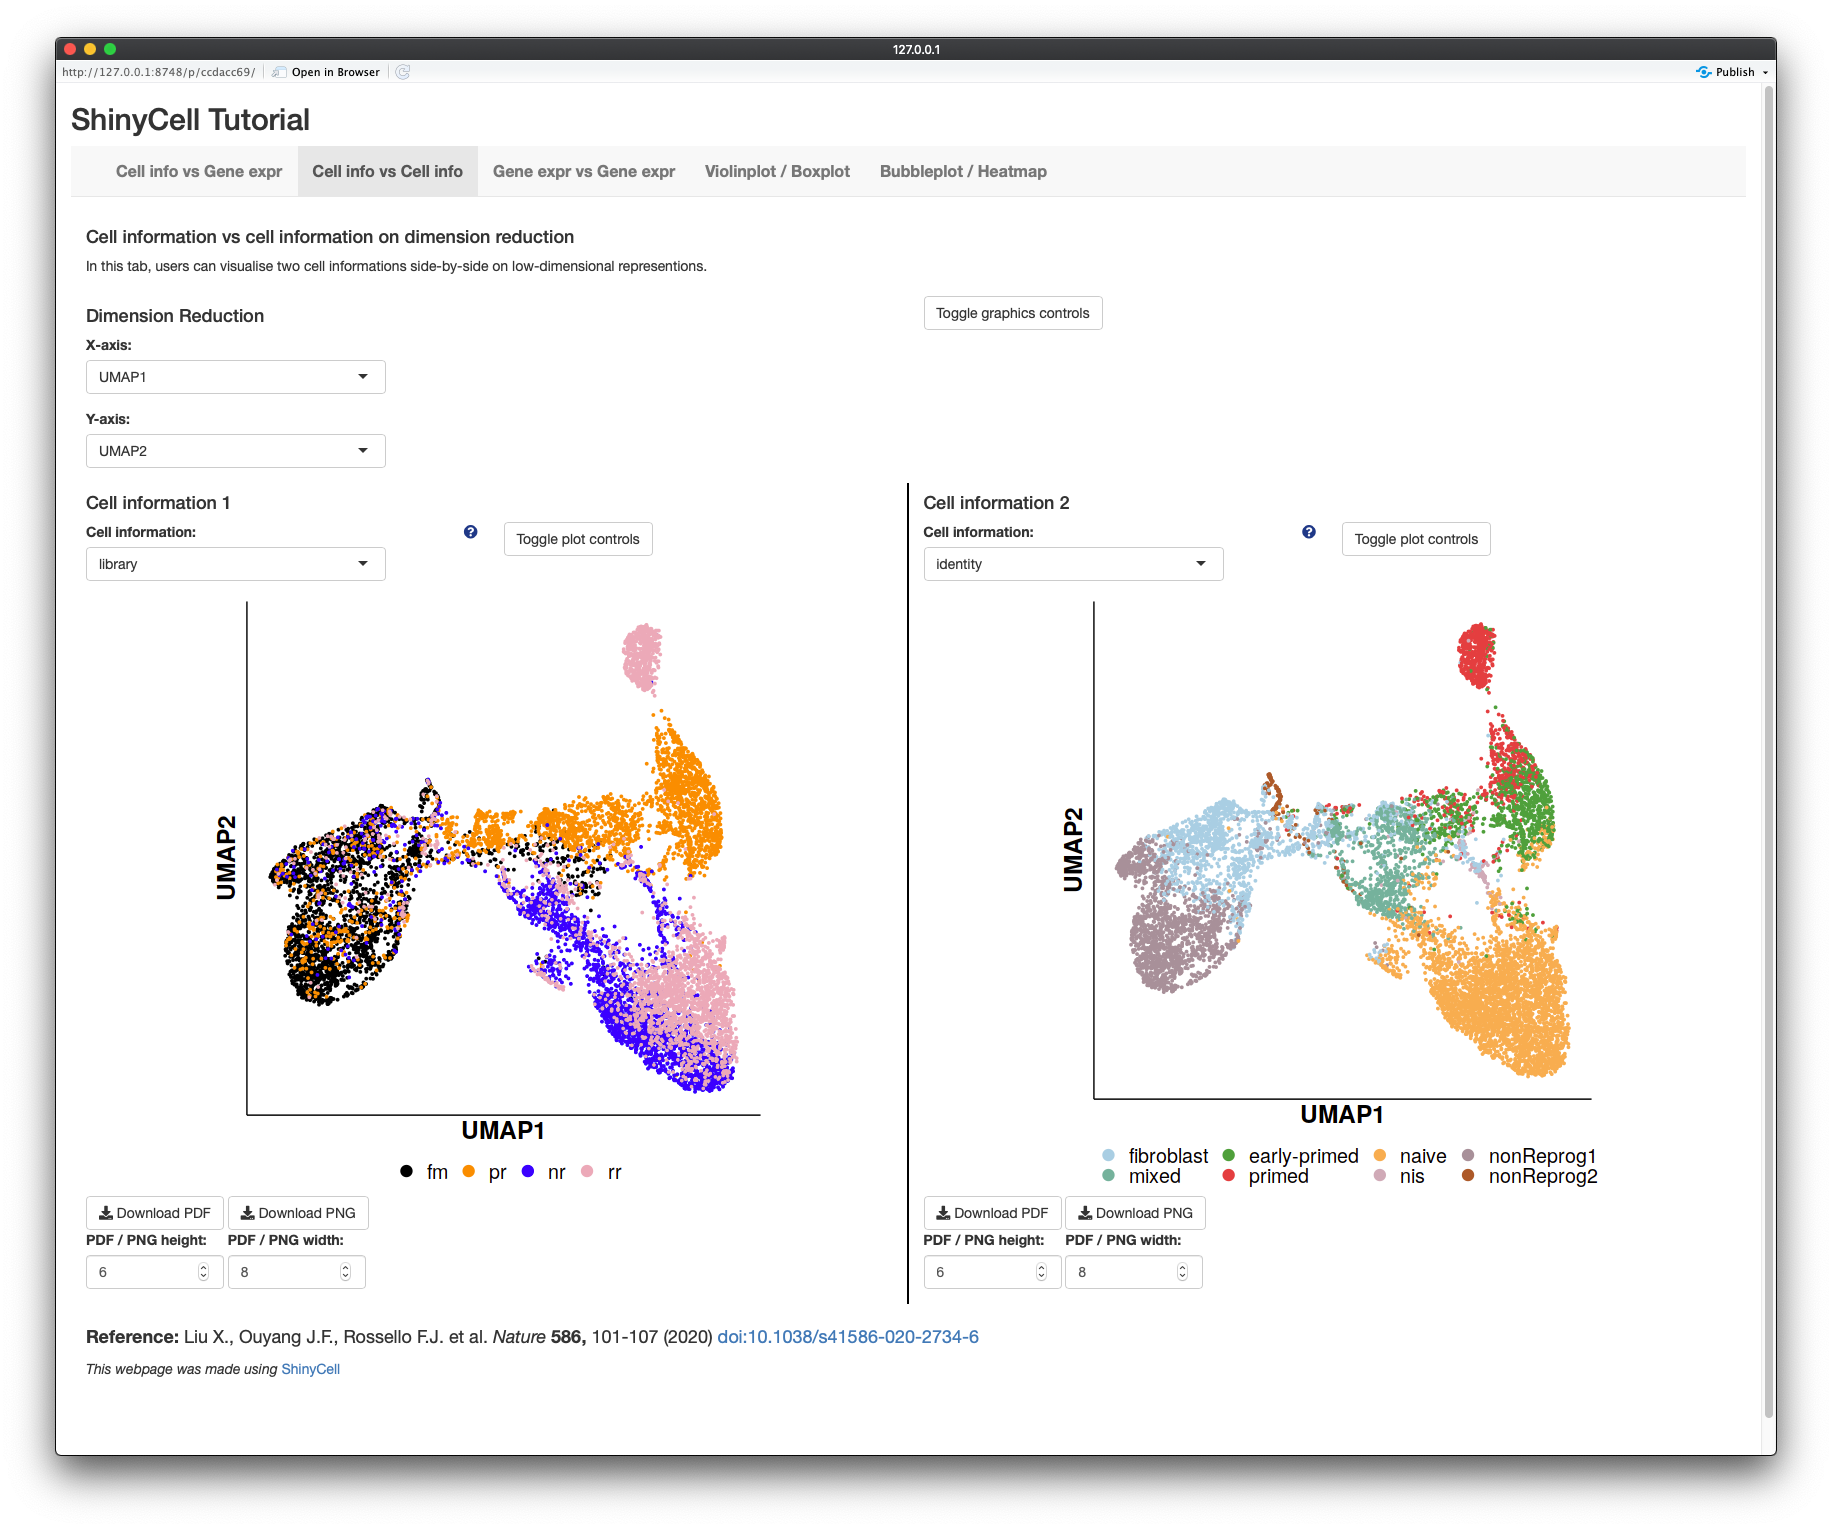 127.0.0.1
http://127.0.0.1:8748/p/ccdacc69/ Open in Browser Publish
ShinyCell Tutorial
Cell info vs Gene expr Cell info vs Cell info Gene expr vs Gene expr Violinplot / Boxplot Bubbleplot / Heatmap
Cell information vs cell information on dimension reduction
In this tab, users can visualise two cell informations side-by-side on low-dimensional representions.
Dimension Reduction
Toggle graphics controls
X-axis:
UMAP1
Y-axis:
UMAP2
Cell information 1
Cell information:
Toggle plot controls
library
UMAP2
UMAP1
fm pr nr rr
Download PDF Download PNG
PDF / PNG height: PDF / PNG width:
6 8
Cell information 2
Cell information:
Toggle plot controls
identity
UMAP2
UMAP1
fibroblast early-primed naive nonReprog1
mixed primed nis nonReprog2
Download PDF Download PNG
PDF / PNG height: PDF / PNG width:
6 8
Reference: Liu X., Ouyang J.F., Rossello F.J. et al. Nature 586, 101-107 (2020) doi:10.1038/s41586-020-2734-6
This webpage was made using ShinyCell